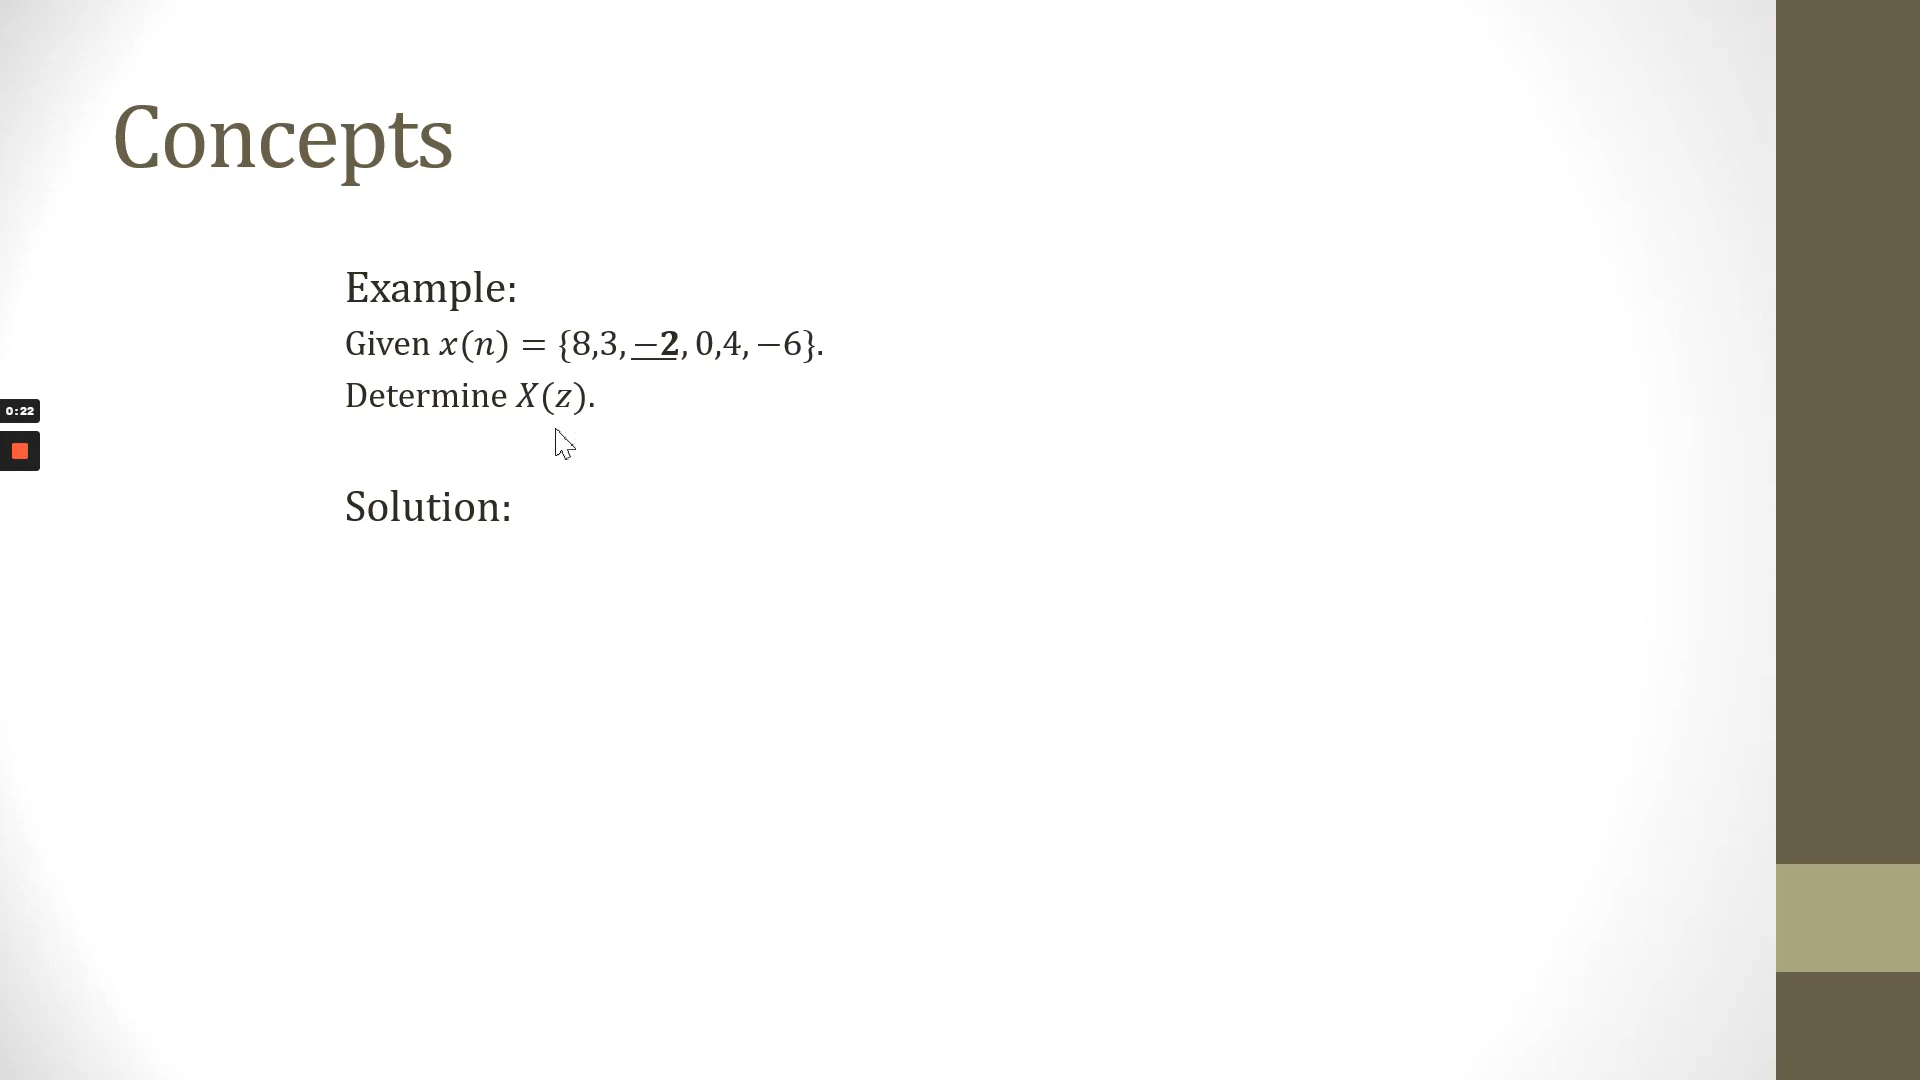 Concepts
Example:
Given x(n) = {8,3, −2, 0,4, −6}.
Determine X(z).
0:22
Solution: